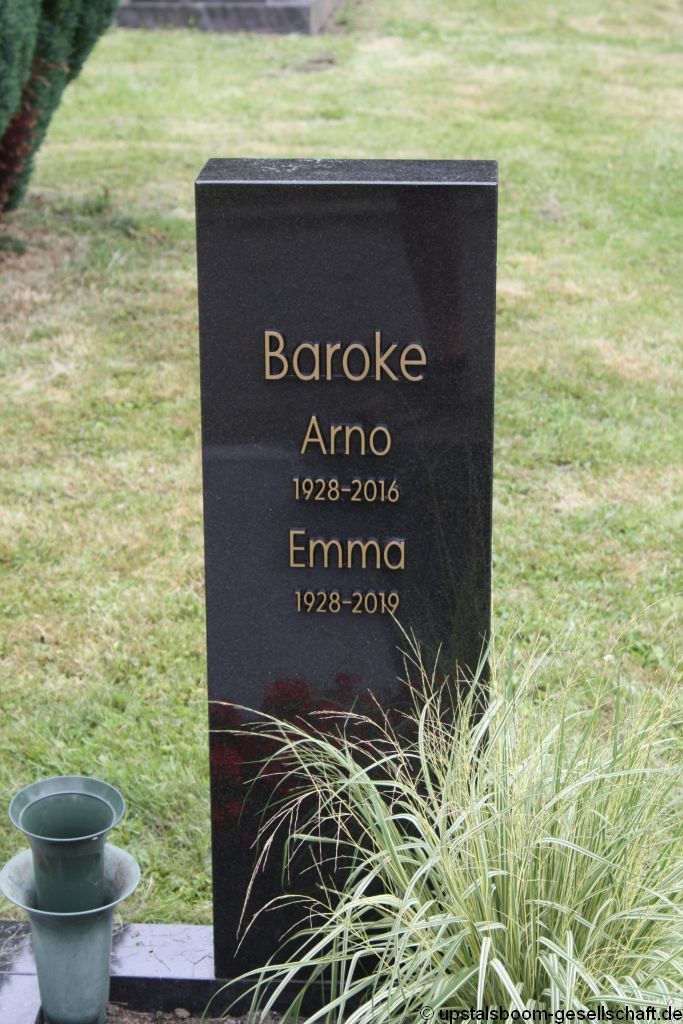 Baroke
Arno
1928-2016
Emma
1928-2019
© upstalsboom-gesellschaft.de